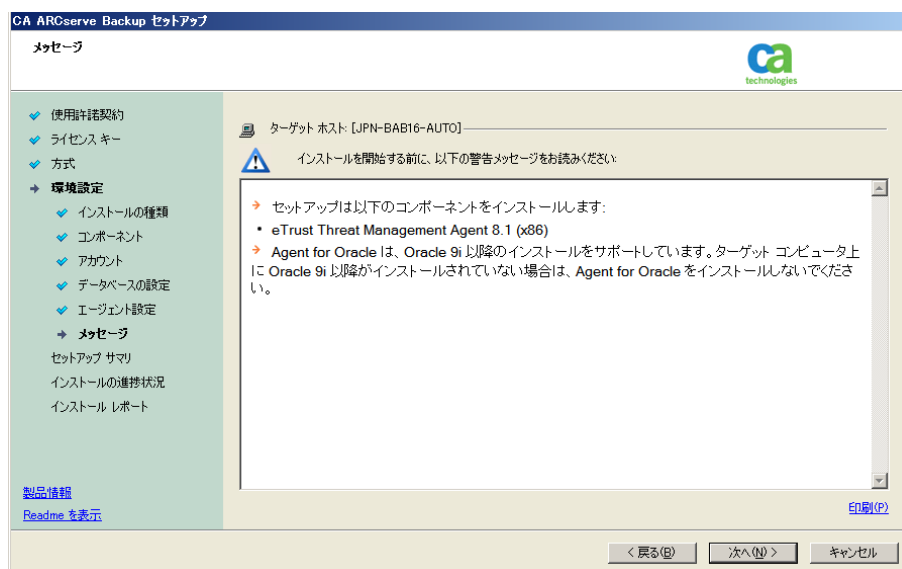 CA ARCserve Backup セットアップ
メッセージ
ca
technologies
使用許諾契約
ライセンス キー
方式
環境設定
インストールの種類
コンポーネント
アカウント
データベースの設定
エージェント設定
メッセージ
セットアップ サマリ
インストールの進捗状況
インストール レポート
製品情報
Readme を表示
ターゲット ホスト: [JPN-BAB16-AUTO]
インストールを開始する前に、以下の警告メッセージをお読みください:
セットアップは以下のコンポーネントをインストールします:
• eTrust Threat Management Agent 8.1 (x86)
Agent for Oracle は、Oracle 9i 以降のインストールをサポートしています。ターゲット コンピュータ上
に Oracle 9i 以降がインストールされていない場合は、Agent for Oracle をインストールしないでくださ
い。
印刷(P)
< 戻る(B)
次へ(N) >
キャンセル